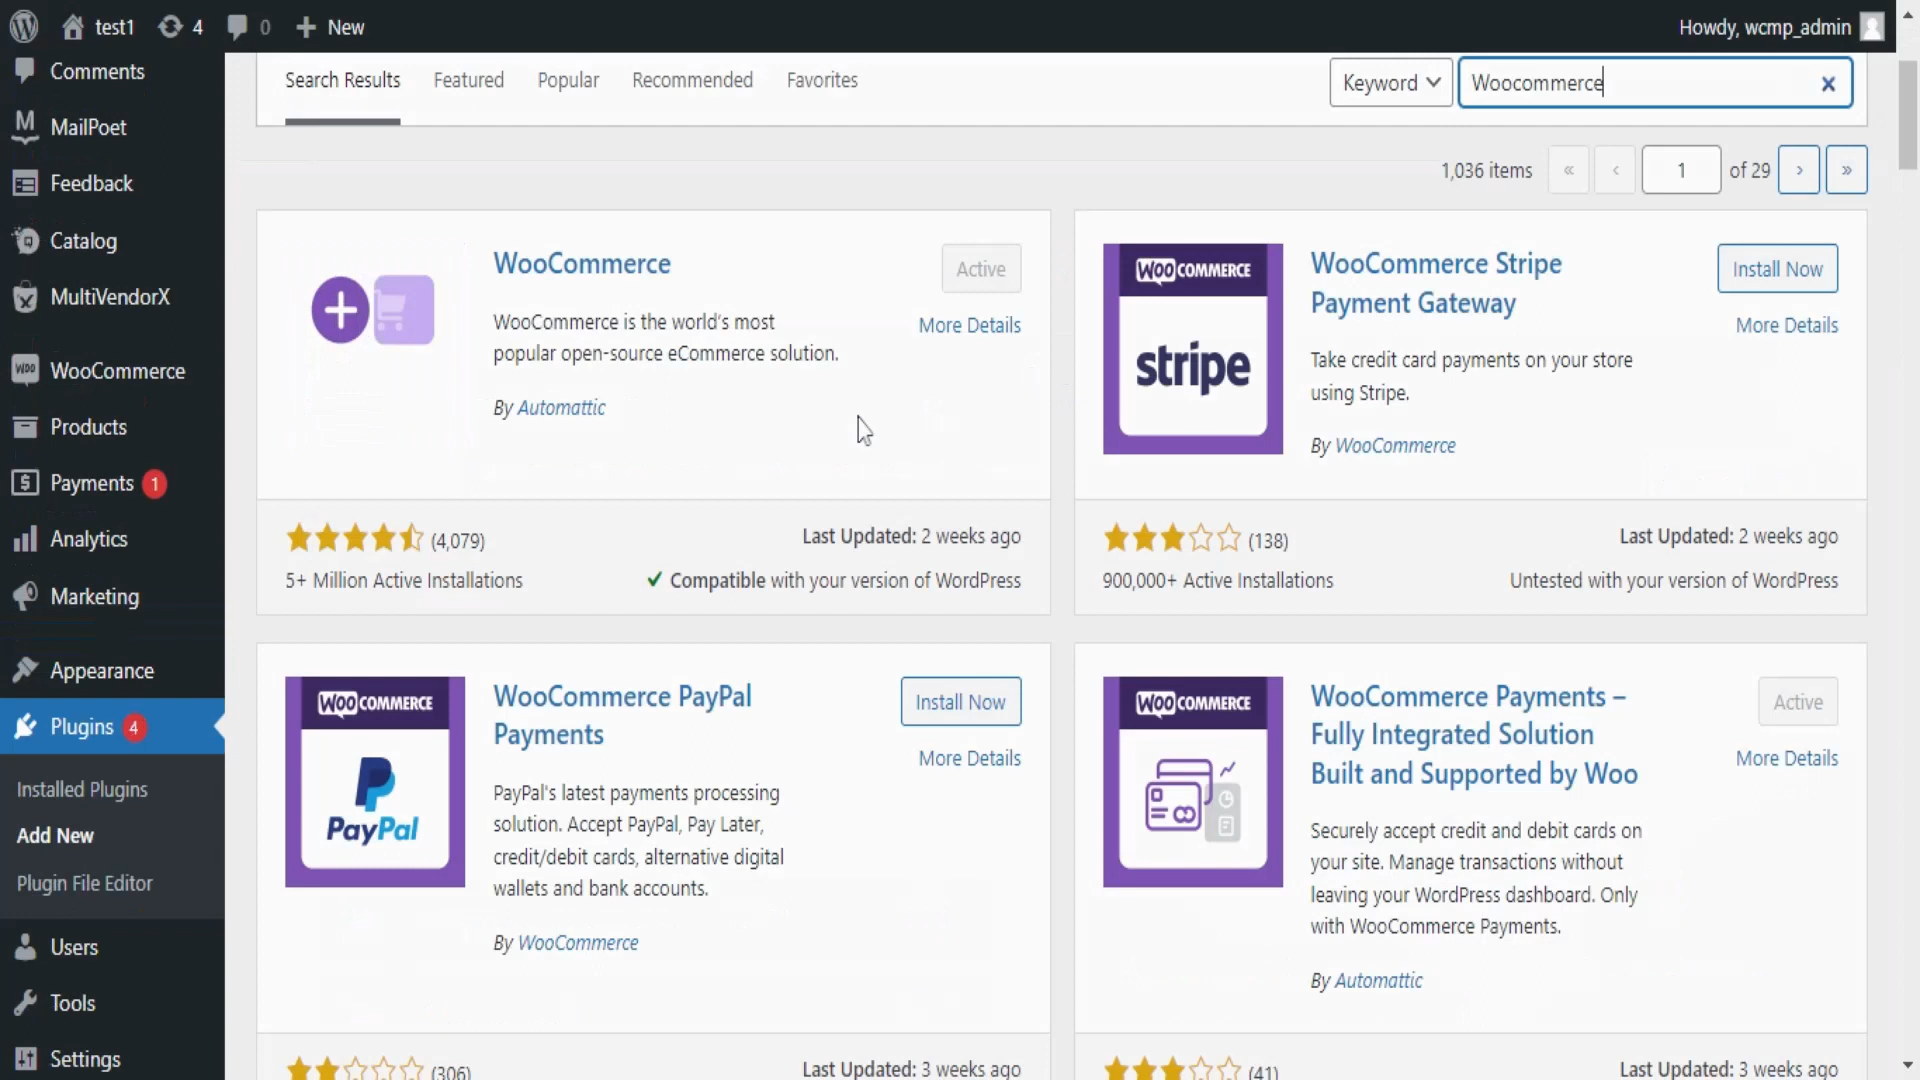 test1
4
0
New
Howdy, wcmp_admin
Comments
MailPoet
Feedback
Catalog
MultiVendorX
WooCommerce
Products
Payments 1
Analytics
Marketing
Appearance
Plugins 4
Installed Plugins
Add New
Plugin File Editor
Users
Tools
Settings
Search Results
Featured
Popular
Recommended
Favorites
Keyword
Woocommerce
1,036 items
«
‹
1
of 29
›
»
WooCommerce
Active
More Details
WooCommerce is the world's most
popular open-source eCommerce solution.
By Automattic
(4,079)
Last Updated: 2 weeks ago
5+ Million Active Installations
Compatible with your version of WordPress
WOO COMMERCE
stripe
WooCommerce Stripe
Payment Gateway
Install Now
More Details
Take credit card payments on your store
using Stripe.
By WooCommerce
(138)
Last Updated: 2 weeks ago
900,000+ Active Installations
Untested with your version of WordPress
WOO COMMERCE
PayPal
WooCommerce PayPal
Payments
Install Now
More Details
PayPal's latest payments processing
solution. Accept PayPal, Pay Later,
credit/debit cards, alternative digital
wallets and bank accounts.
By WooCommerce
(306)
Last Updated: 3 weeks ago
WOO COMMERCE
WooCommerce Payments –
Fully Integrated Solution
Built and Supported by Woo
Active
More Details
Securely accept credit and debit cards on
your site. Manage transactions without
leaving your WordPress dashboard. Only
with WooCommerce Payments.
By Automattic
(41)
Last Updated: 3 weeks ago